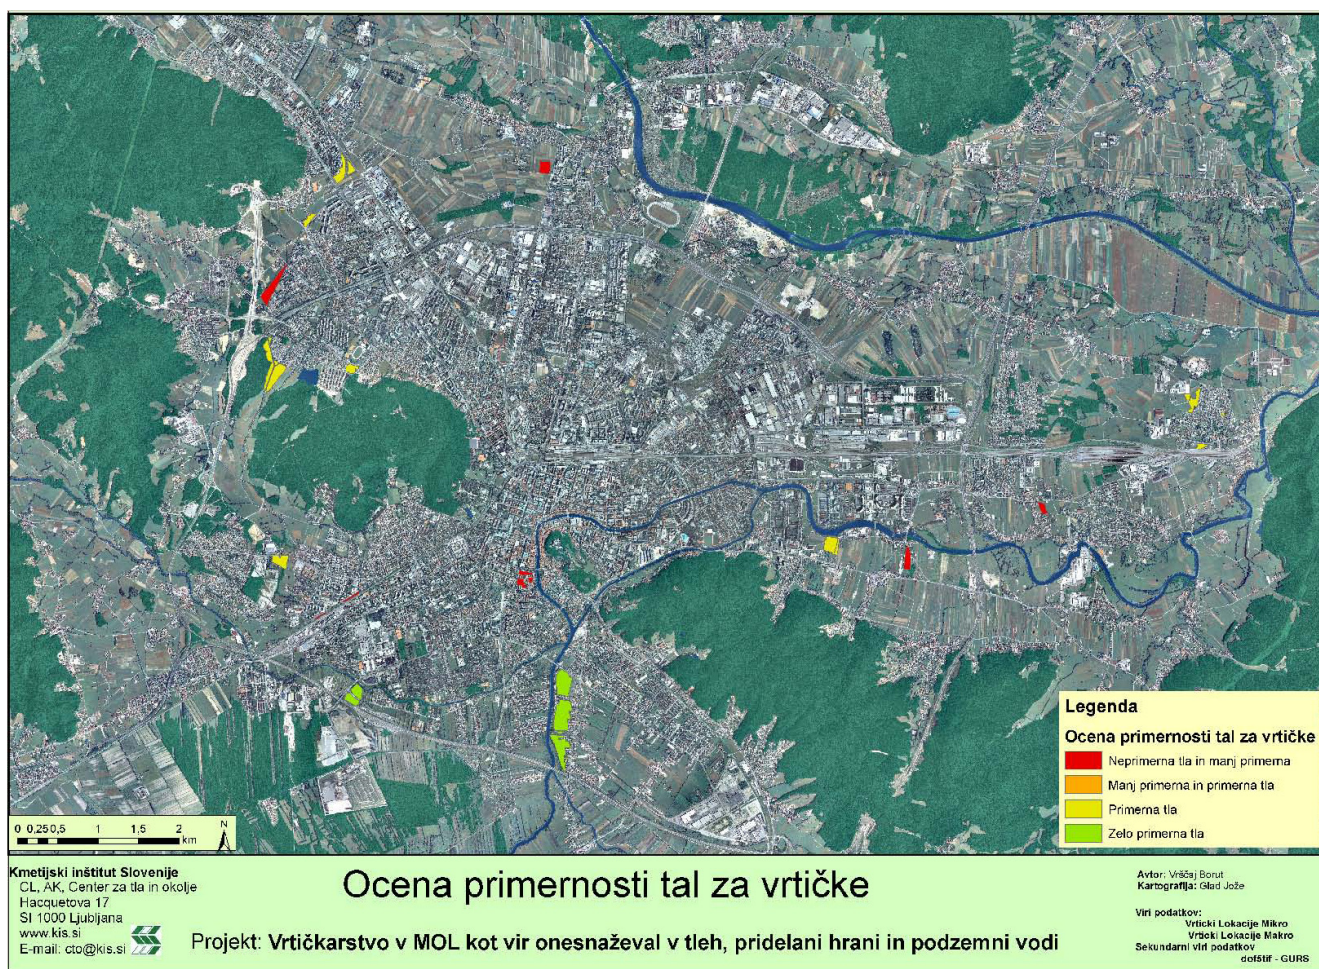 Legenda
Ocena primernosti tal za vrtičke
Neprimerna tla in manj primerna
Manj primerna in primerna tla
Primerna tla
Zelo primerna tla
0 0,25 0,5 1 1,5 2
km
N
Kmetijski inštitut Slovenije
CL, AK, Center za tla in okolje
Hacquetova 17
SI 1000 Ljubljana
www.kis.si
E-mail: cto@kis.si
Ocena primernosti tal za vrtičke
Projekt: Vrtičkarstvo v MOL kot vir onesnaževal v tleh, pridelani hrani in podzemni vodi
Avtor: Vrščaj Borut
Kartografija: Glad Jože
Viri podatkov:
Vrticki Lokacije Mikro
Vrticki Lokacije Makro
Sekundarni viri podatkov
dof5tif - GURS